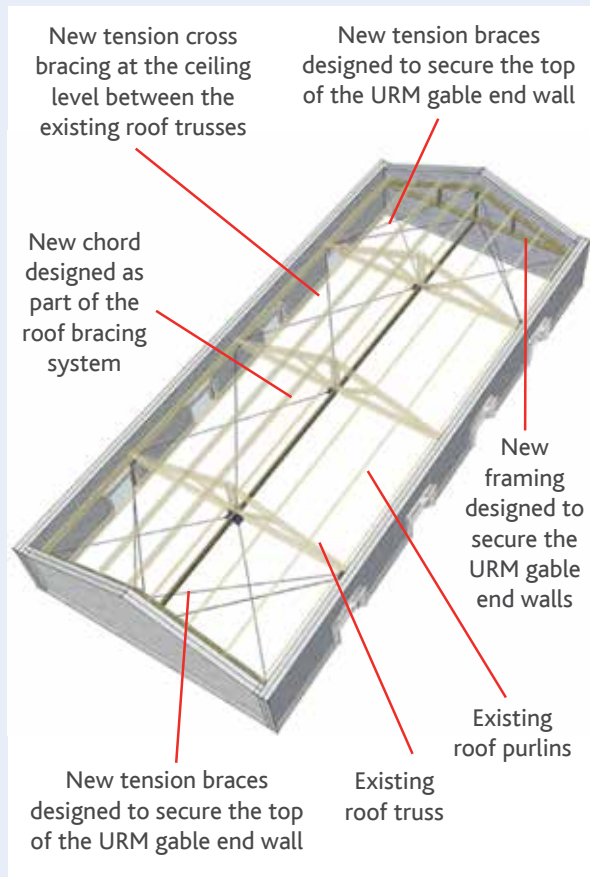 New tension cross
bracing at the ceiling
level between the
existing roof trusses
New tension braces
designed to secure the top
of the URM gable end wall
New chord
designed as
part of the
roof bracing
system
New
framing
designed to
secure the
URM gable
end walls
Existing
roof purlins
Existing
roof truss
New tension braces
designed to secure the top
of the URM gable end wall